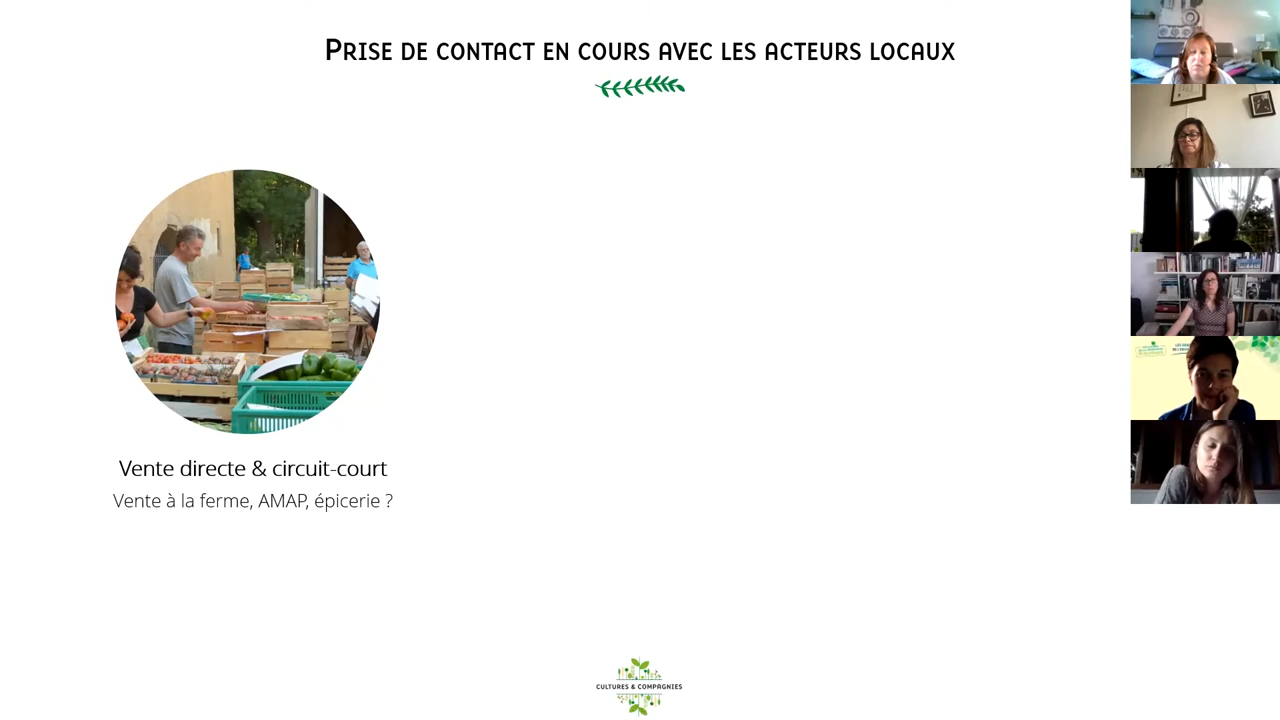 PRISE DE CONTACT EN COURS AVEC LES ACTEURS LOCAUX
Vente directe & circuit-court
Vente à la ferme, AMAP, épicerie ?
CULTURES & COMPAGNIES